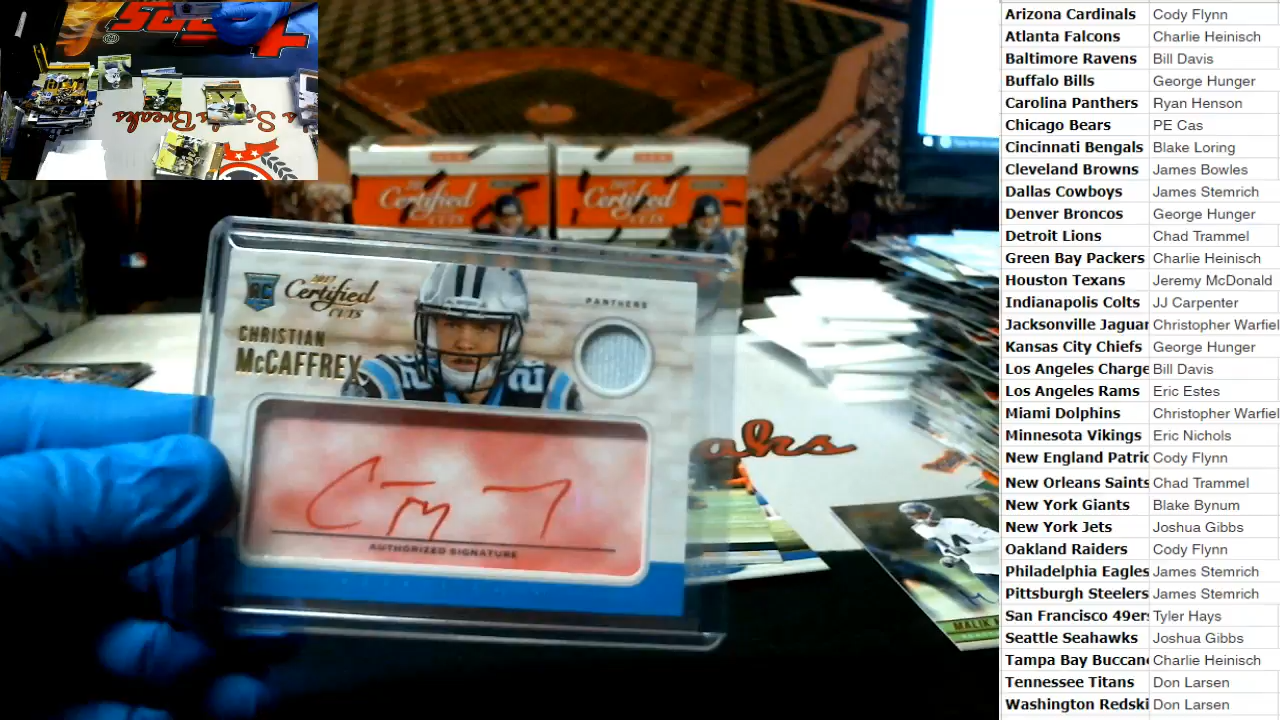 2017
Certified
CUTS
2017
Certified
CUTS
RC
2017
Certified
CUTS
PANTHERS
CHRISTIAN
McCAFFREY
22
AUTHORIZED SIGNATURE
aks
MALIK
Arizona Cardinals Cody Flynn
Atlanta Falcons Charlie Heinisch
Baltimore Ravens Bill Davis
Buffalo Bills George Hunger
Carolina Panthers Ryan Henson
Chicago Bears PE Cas
Cincinnati Bengals Blake Loring
Cleveland Browns James Bowles
Dallas Cowboys James Stemrich
Denver Broncos George Hunger
Detroit Lions Chad Trammel
Green Bay Packers Charlie Heinisch
Houston Texans Jeremy McDonald
Indianapolis Colts JJ Carpenter
Jacksonville Jaguar Christopher Warfiel
Kansas City Chiefs George Hunger
Los Angeles Charge Bill Davis
Los Angeles Rams Eric Estes
Miami Dolphins Christopher Warfiel
Minnesota Vikings Eric Nichols
New England Patric Cody Flynn
New Orleans Saints Chad Trammel
New York Giants Blake Bynum
New York Jets Joshua Gibbs
Oakland Raiders Cody Flynn
Philadelphia Eagles James Stemrich
Pittsburgh Steelers James Stemrich
San Francisco 49ers Tyler Hays
Seattle Seahawks Joshua Gibbs
Tampa Bay Buccane Charlie Heinisch
Tennessee Titans Don Larsen
Washington Redski Don Larsen